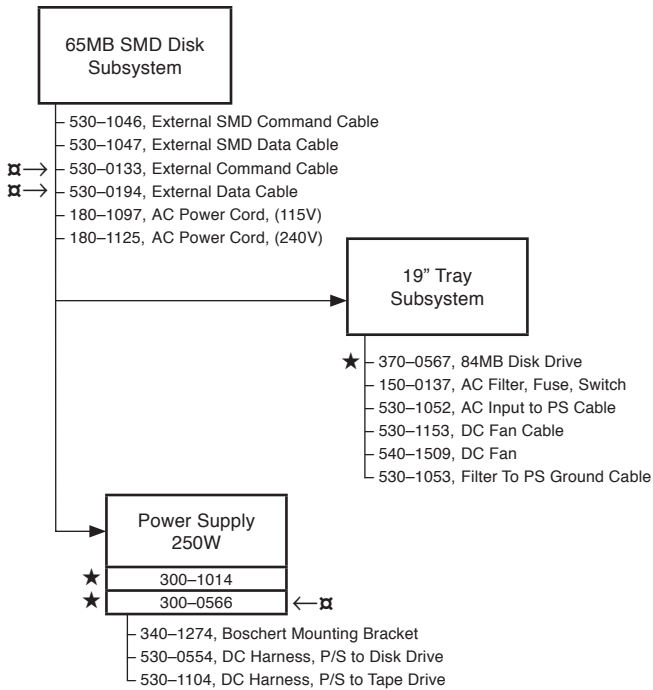 65MB SMD Disk
Subsystem
530–1046, External SMD Command Cable
530–1047, External SMD Data Cable
¤→ 530–0133, External Command Cable
¤→ 530–0194, External Data Cable
180–1097, AC Power Cord, (115V)
180–1125, AC Power Cord, (240V)
19” Tray
Subsystem
★ 370–0567, 84MB Disk Drive
150–0137, AC Filter, Fuse, Switch
530–1052, AC Input to PS Cable
530–1153, DC Fan Cable
540–1509, DC Fan
530–1053, Filter To PS Ground Cable
Power Supply
250W
★ 300–1014
★ 300–0566 ←¤
340–1274, Boschert Mounting Bracket
530–0554, DC Harness, P/S to Disk Drive
530–1104, DC Harness, P/S to Tape Drive